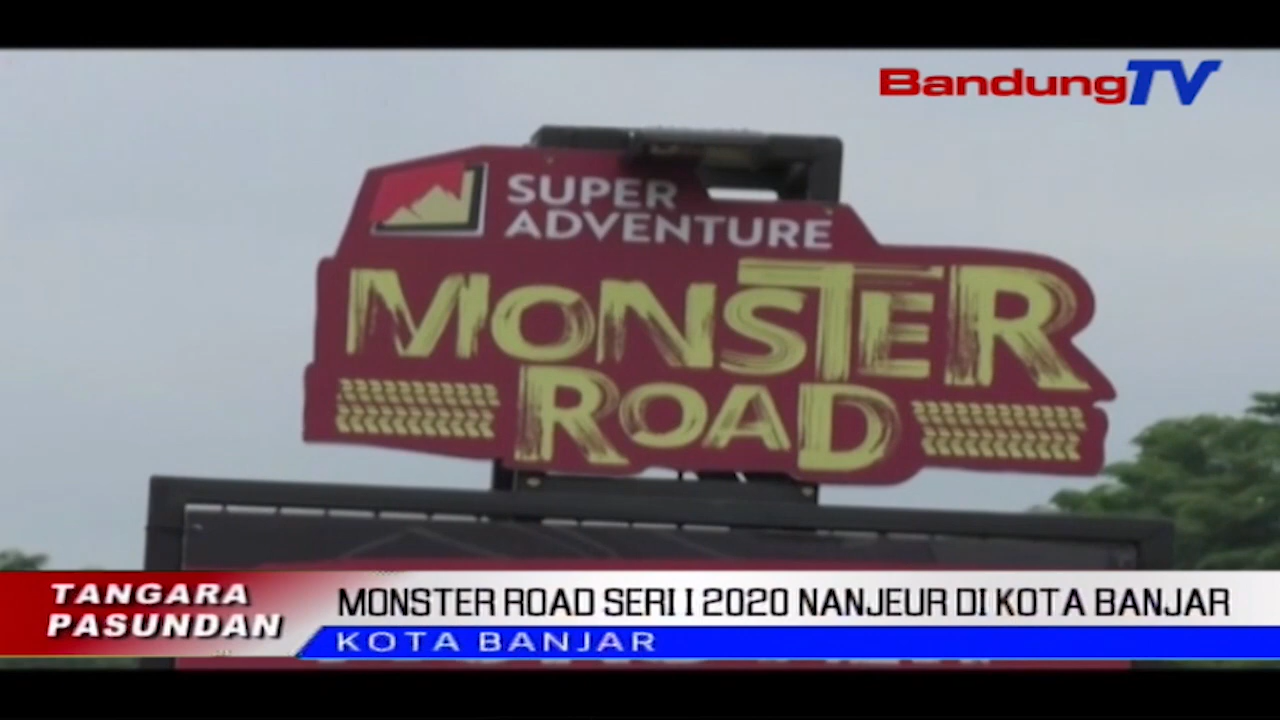 BandungTV
SUPER
ADVENTURE
MONSTER
ROAD
TANGARA
PASUNDAN
MONSTER ROAD SERI I 2020 NANJEUR DI KOTA BANJAR
KOTA BANJAR